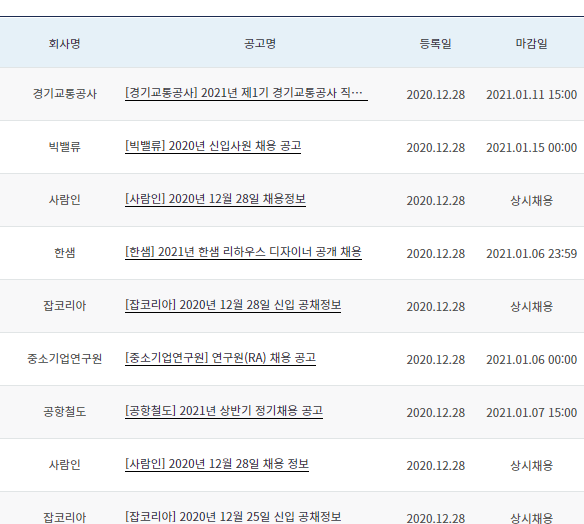 회사명 공고명 등록일 마감일
경기교통공사 [경기교통공사] 2021년 제1기 경기교통공사 직… 2020.12.28 2021.01.11 15:00
빅밸류 [빅밸류] 2020년 신입사원 채용 공고 2020.12.28 2021.01.15 00:00
사람인 [사람인] 2020년 12월 28일 채용정보 2020.12.28 상시채용
한샘 [한샘] 2021년 한샘 리하우스 디자이너 공개 채용 2020.12.28 2021.01.06 23:59
잡코리아 [잡코리아] 2020년 12월 28일 신입 공채정보 2020.12.28 상시채용
중소기업연구원 [중소기업연구원] 연구원(RA) 채용 공고 2020.12.28 2021.01.06 00:00
공항철도 [공항철도] 2021년 상반기 정기채용 공고 2020.12.28 2021.01.07 15:00
사람인 [사람인] 2020년 12월 28일 채용 정보 2020.12.28 상시채용
잡코리아 [잡코리아] 2020년 12월 25일 신입 공채정보 2020.12.28 상시채용